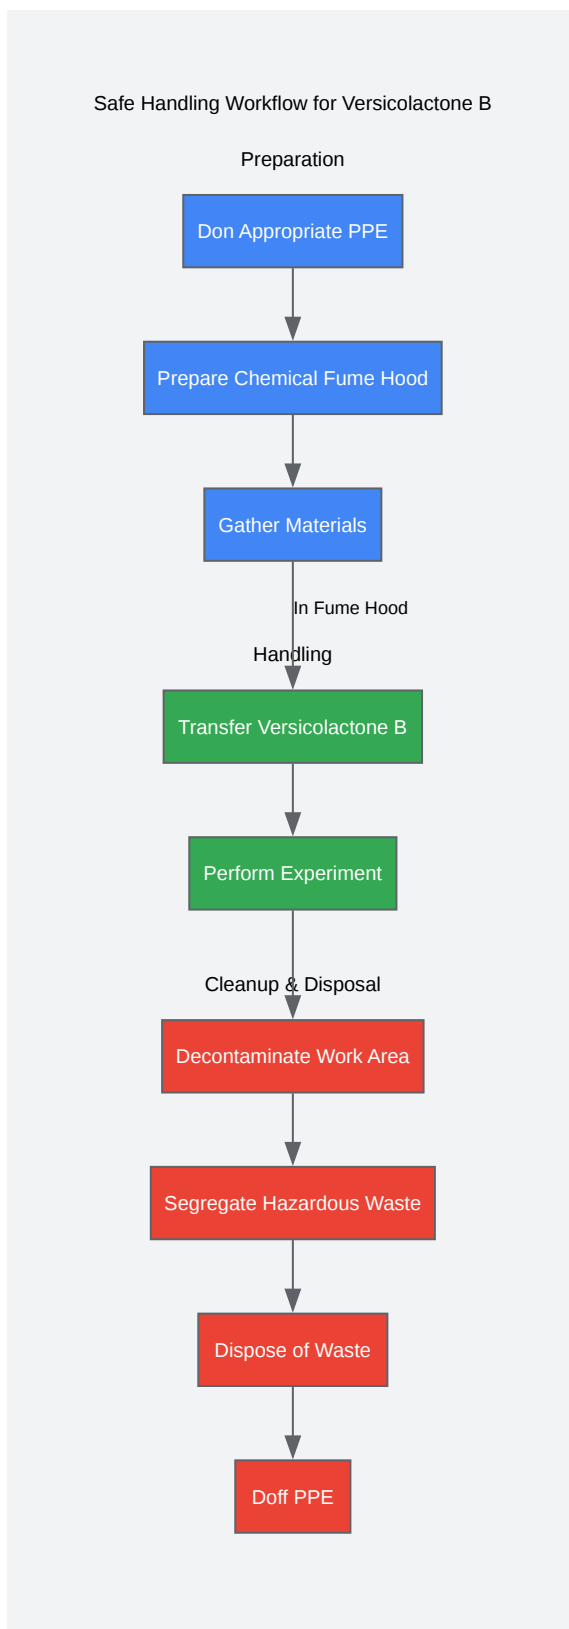 Safe Handling Workflow for Versicolactone B
Preparation
Don Appropriate PPE
Prepare Chemical Fume Hood
Gather Materials
In Fume Hood
Handling
Transfer Versicolactone B
Perform Experiment
Cleanup & Disposal
Decontaminate Work Area
Segregate Hazardous Waste
Dispose of Waste
Doff PPE